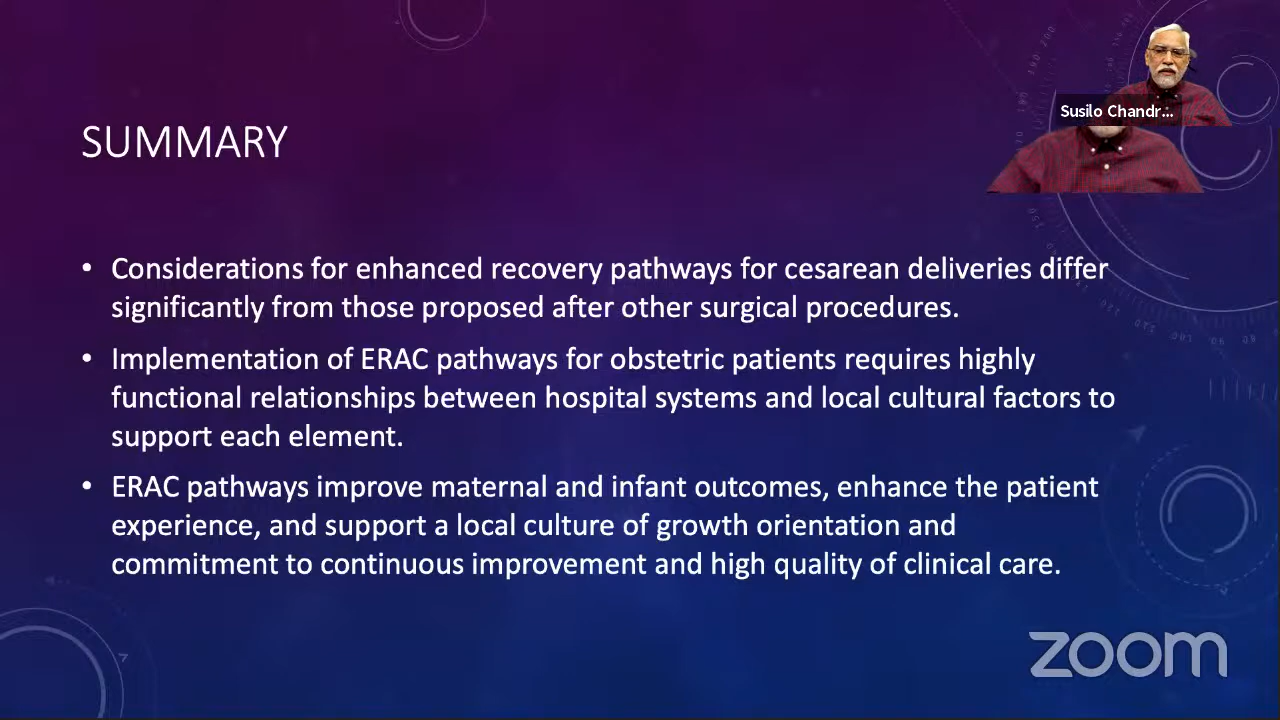 Susilo Chandr...
SUMMARY
• Considerations for enhanced recovery pathways for cesarean deliveries differ
significantly from those proposed after other surgical procedures.
• Implementation of ERAC pathways for obstetric patients requires highly
functional relationships between hospital systems and local cultural factors to
support each element.
• ERAC pathways improve maternal and infant outcomes, enhance the patient
experience, and support a local culture of growth orientation and
commitment to continuous improvement and high quality of clinical care.
zoom